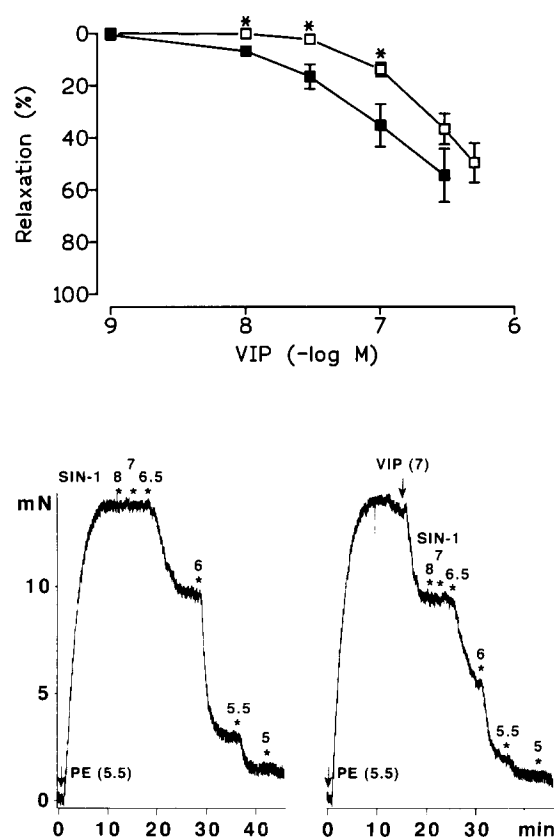 0
20
40
60
80
100
Relaxation (%)
* * *
9 8 7 6
VIP (-log M)
7
SIN-1 8 6.5
* * *
mN
10
5
0
6
*
5.5
*
5
*
PE (5.5)
0 10 20 30 40
VIP (7)
SIN-1
7
8 6.5
* * *
6
*
5.5
*
5
*
PE (5.5)
0 10 20 30 min